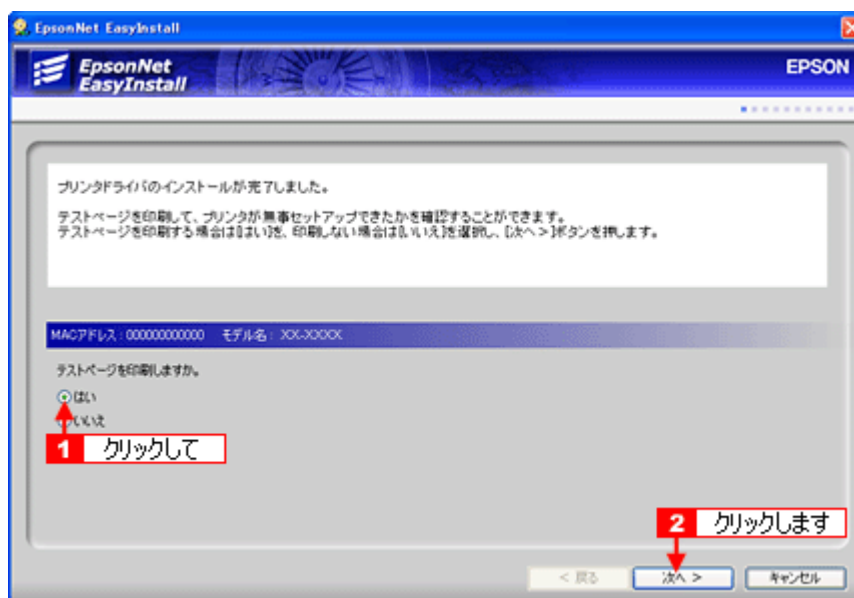 EpsonNet EasyInstall
EpsonNet
EasyInstall
EPSON
プリンタドライバのインストールが完了しました。
テストページを印刷して、プリンタが無事セットアップできたかを確認することができます。
テストページを印刷する場合は[はい]を、印刷しない場合は[いいえ]を選択し、[次へ>]ボタンを押します。
MACアドレス：000000000000 モデル名： XX-XXXX
テストページを印刷しますか。
はい
いいえ
1 クリックして
2 クリックします
< 戻る 次へ > キャンセル